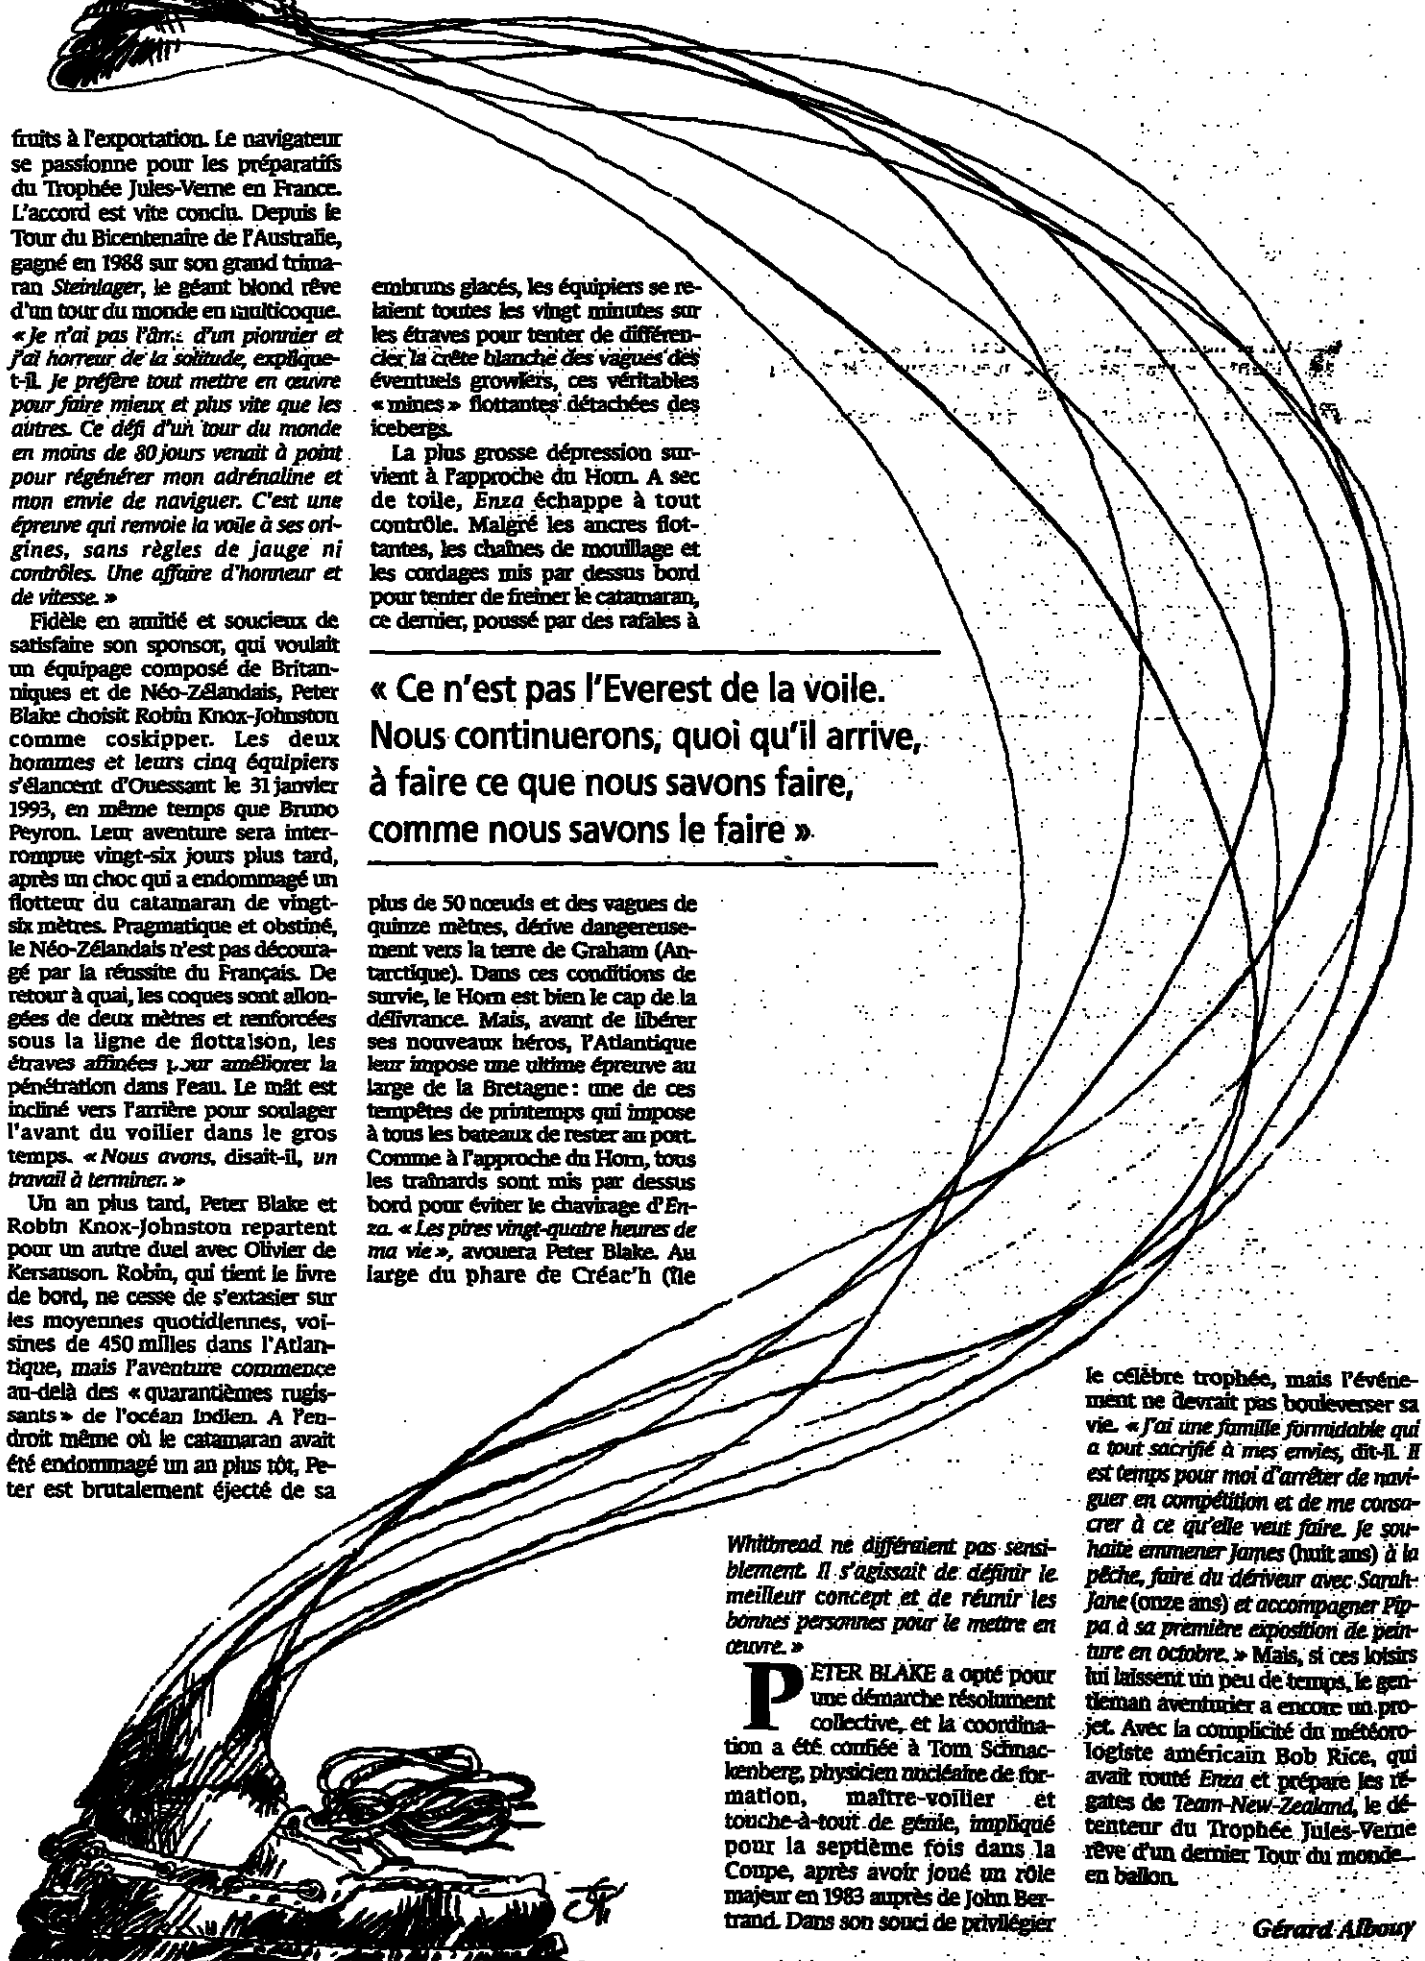 fruits à l'exportation. Le navigateur
se passionne pour les préparatifs
du Trophée Jules-Verne en France.
L'accord est vite conclu. Depuis le
Tour du Bicentenaire de l'Australie,
gagné en 1988 sur son grand trima-
ran Steinlager, le géant blond rêve
d'un tour du monde en multicoque.
« Je n'ai pas l'âme d'un pionnier et
j'ai horreur de la solitude, explique-
t-il. Je préfère tout mettre en œuvre
pour faire mieux et plus vite que les
autres. Ce défi d'un tour du monde
en moins de 80 jours venait à point
pour régénérer mon adrénaline et
mon envie de naviguer. C'est une
épreuve qui renvoie la voile à ses ori-
gines, sans règles de jauge ni
contrôles. Une affaire d'honneur et
de vitesse. »
Fidèle en amitié et soucieux de
satisfaire son sponsor, qui voulait
un équipage composé de Britan-
niques et de Néo-Zélandais, Peter
Blake choisit Robin Knox-Johnston
comme coskipper. Les deux
hommes et leurs cinq équipiers
s'élancent d'Ouessant le 31 janvier
1993, en même temps que Bruno
Peyron. Leur aventure sera inter-
rompue vingt-six jours plus tard,
après un choc qui a endommagé un
flotteur du catamaran de vingt-
six mètres. Pragmatique et obstiné,
le Néo-Zélandais n'est pas découra-
gé par la réussite du Français. De
retour à quai, les coques sont allon-
gées de deux mètres et renforcées
sous la ligne de flottaison, les
étraves affinées pour améliorer la
pénétration dans l'eau. Le mât est
incliné vers l'arrière pour soulager
l'avant du voilier dans le gros
temps. « Nous avons, disait-il, un
travail à terminer. »
Un an plus tard, Peter Blake et
Robin Knox-Johnston repartent
pour un autre duel avec Olivier de
Kersauson. Robin, qui tient le livre
de bord, ne cesse de s'extasier sur
les moyennes quotidiennes, voi-
sines de 450 milles dans l'Atlan-
tique, mais l'aventure commence
au-delà des « quarantièmes rugis-
sants » de l'océan Indien. A l'en-
droit même où le catamaran avait
été endommagé un an plus tôt, Pe-
ter est brutalement éjecté de sa
embruns glacés, les équipiers se re-
laient toutes les vingt minutes sur
les étraves pour tenter de différen-
cier la crête blanche des vagues des
éventuels growlers, ces véritables
« mines » flottantes détachées des
icebergs.
La plus grosse dépression sur-
vient à l'approche du Horn. A sec
de toile, Enza échappe à tout
contrôle. Malgré les ancres flot-
tantes, les chaînes de mouillage et
les cordages mis par dessus bord
pour tenter de freiner le catamaran,
ce dernier, poussé par des rafales à
« Ce n'est pas l'Everest de la voile.
Nous continuerons, quoi qu'il arrive,
à faire ce que nous savons faire,
comme nous savons le faire »
plus de 50 nœuds et des vagues de
quinze mètres, dérive dangereuse-
ment vers la terre de Graham (An-
tarctique). Dans ces conditions de
survie, le Horn est bien le cap de la
délivrance. Mais, avant de libérer
ses nouveaux héros, l'Atlantique
leur impose une ultime épreuve au
large de la Bretagne : une de ces
tempêtes de printemps qui impose
à tous les bateaux de rester au port.
Comme à l'approche du Horn, tous
les traînards sont mis par dessus
bord pour éviter le chavirage d'En-
za. « Les pires vingt-quatre heures de
ma vie », avouera Peter Blake. Au
large du phare de Créac'h (île
Whitbread ne différaient pas sensi-
blement. Il s'agissait de définir le
meilleur concept et de réunir les
bonnes personnes pour le mettre en
œuvre. »
PETER BLAKE a opté pour
une démarche résolument
collective, et la coordina-
tion a été confiée à Tom Schnac-
kenberg, physicien nucléaire de for-
mation, maître-voilier et
touche-à-tout de génie, impliqué
pour la septième fois dans la
Coupe, après avoir joué un rôle
majeur en 1983 auprès de John Ber-
trand. Dans son souci de privilégier
le célèbre trophée, mais l'événe-
ment ne devrait pas bouleverser sa
vie. « J'ai une famille formidable qui
a tout sacrifié à mes envies, dit-il. Il
est temps pour moi d'arrêter de navi-
guer en compétition et de me consa-
crer à ce qu'elle veut faire. Je sou-
haite emmener James (huit ans) à la
pêche, faire du dériveur avec Sarah-
Jane (onze ans) et accompagner Pip-
pa à sa première exposition de pein-
ture en octobre. » Mais, si ces loisirs
lui laissent un peu de temps, le gen-
tleman aventurier a encore un pro-
jet. Avec la complicité du météoro-
logiste américain Bob Rice, qui
avait routé Enza et prépare les ré-
gates de Team-New-Zealand, le dé-
tenteur du Trophée Jules-Verne
rêve d'un dernier Tour du monde...
en ballon.
Gérard Albouy